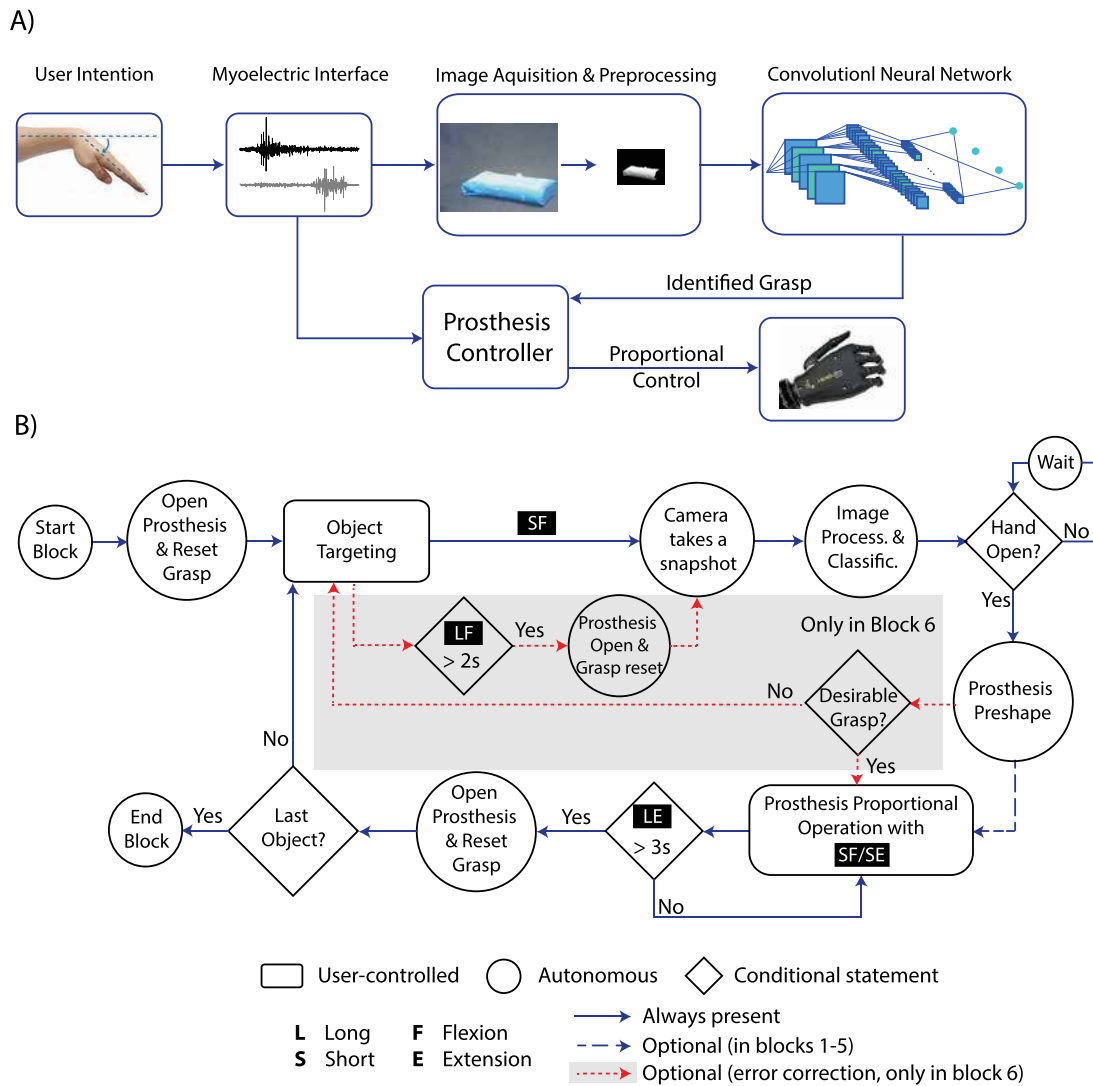 A)
User Intention
Myoelectric Interface
Image Aquisition & Preprocessing
Convolutionl Neural Network
Identified Grasp
Prosthesis
Controller
Proportional
Control
B)
Start
Block
Open
Prosthesis
& Reset
Grasp
Object
Targeting
SF
Camera
takes a
snapshot
Image
Process. &
Classific.
Wait
Hand
Open?
No
Yes
LF
> 2s
Yes
Prosthesis
Open &
Grasp reset
Only in Block 6
No
Desirable
Grasp?
Yes
Prosthesis
Preshape
No
End
Block
Yes
Last
Object?
Open
Prosthesis
& Reset
Grasp
Yes
LE
> 3s
No
Prosthesis Proportional
Operation with
SF/SE
User-controlled
Autonomous
Conditional statement
L Long
F Flexion
S Short
E Extension
Always present
Optional (in blocks 1-5)
Optional (error correction, only in block 6)